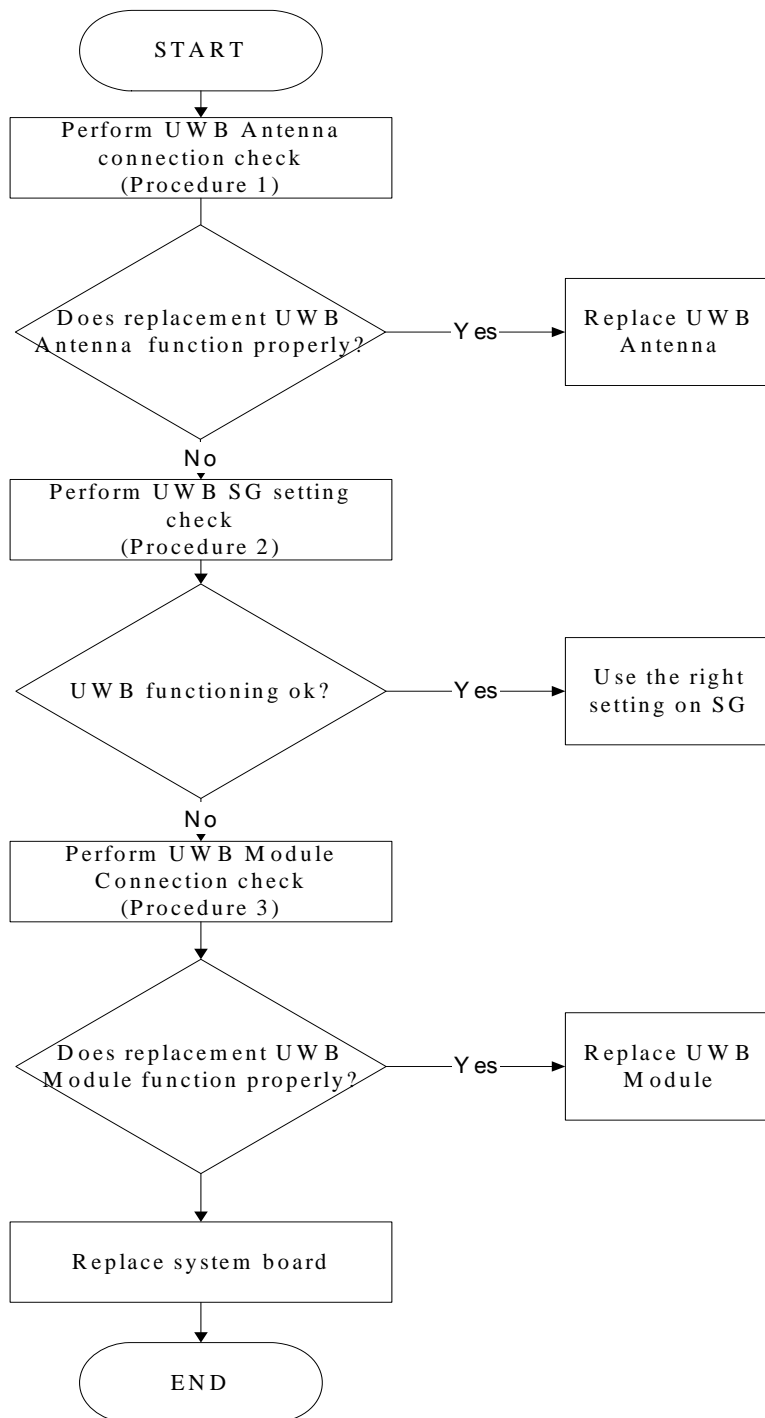 START
Perform UWB Antenna
connection check
(Procedure 1)
Does replacement UWB
Antenna function properly?
Yes
Replace UWB
Antenna
No
Perform UWB SG setting
check
(Procedure 2)
UWB functioning ok?
Yes
Use the right
setting on SG
No
Perform UWB Module
Connection check
(Procedure 3)
Does replacement UWB
Module function properly?
Yes
Replace UWB
Module
Replace system board
END